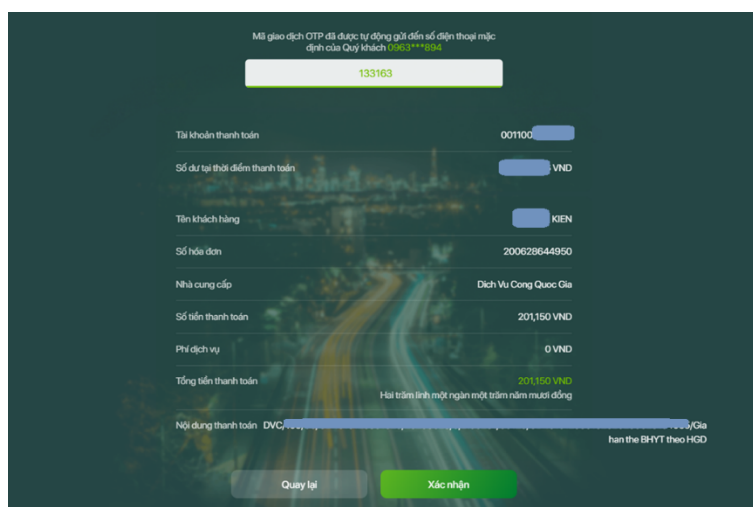 Mã giao dịch OTP đã được tự động gửi đến số điện thoại mặc
định của Quý khách 0963***894
133163
Tài khoản thanh toán 001100
Số dư tại thời điểm thanh toán VND
Tên khách hàng KIEN
Số hóa đơn 200628644950
Nhà cung cấp Dich Vu Cong Quoc Gia
Số tiền thanh toán 201,150 VND
Phí dịch vụ 0 VND
Tổng tiền thanh toán 201,150 VND
Hai trăm linh một ngàn một trăm năm mươi đồng
Nội dung thanh toán DVC/ /Gia
han the BHYT theo HGD
Quay lại Xác nhận